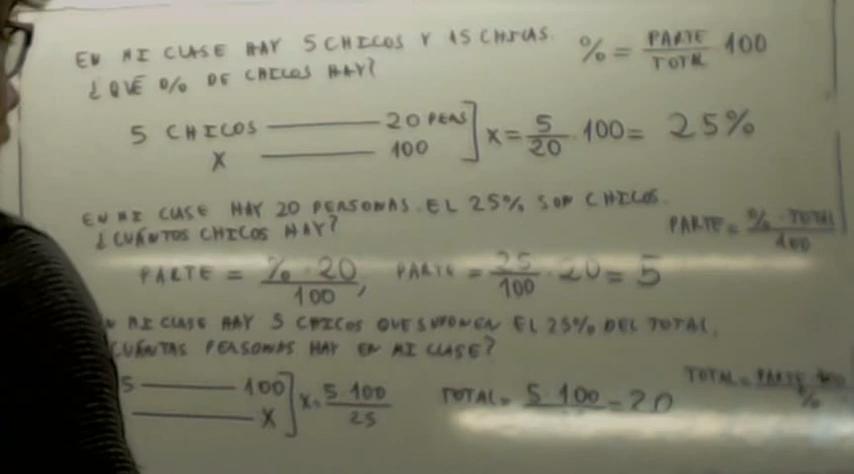 EN MI CLASE HAY 5 CHICOS Y 15 CHICAS.
¿QUÉ % DE CHICOS HAY?
% = PARTE/TOTAL 100
5 CHICOS ——— 20 PERS
X ——— 100
X = 5/20 · 100 = 25%
EN MI CLASE HAY 20 PERSONAS. EL 25% SON CHICOS.
¿CUÁNTOS CHICOS HAY?
PARTE = % · TOTAL/100
PARTE = % · 20/100, PARTE = 25/100 · 20 = 5
MI CLASE HAY 5 CHICOS QUE SUPONEN EL 25% DEL TOTAL.
CUÁNTAS PERSONAS HAY EN MI CLASE?
5 ——— 100
——— X
X = 5·100/25
TOTAL = 5·100 = 20
TOTAL = PARTE · 100/%